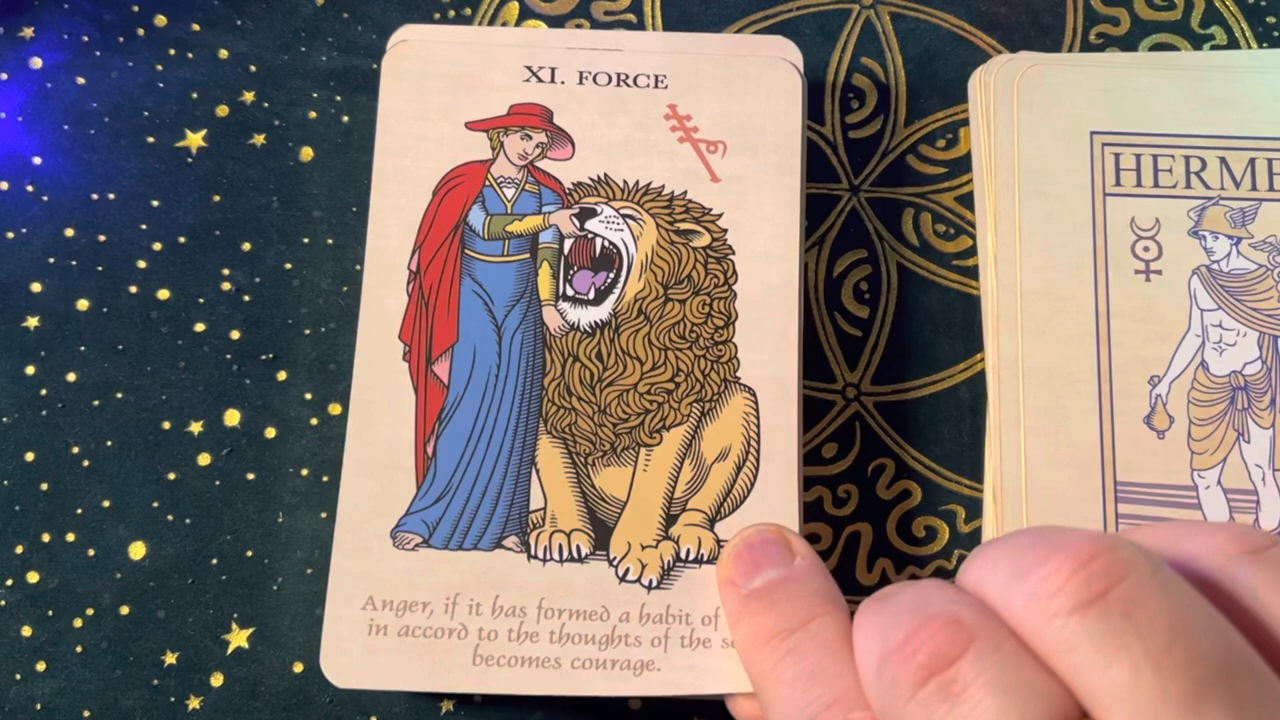 XI. FORCE
Anger, if it has formed a habit of
in accord to the thoughts of the
becomes courage.
HERME